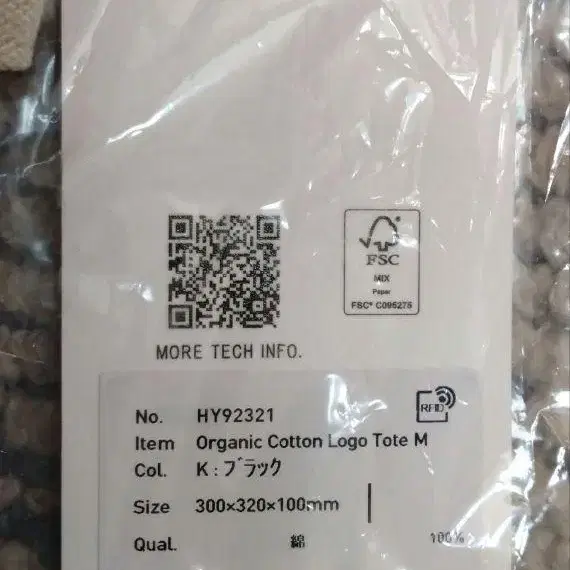 FSC
MIX
Paper
FSC® C095275
MORE TECH INFO.
RFID
No. HY92321
Item Organic Cotton Logo Tote M
Col. K:ブラック
Size 300×320×100mm
Qual. 綿 100%